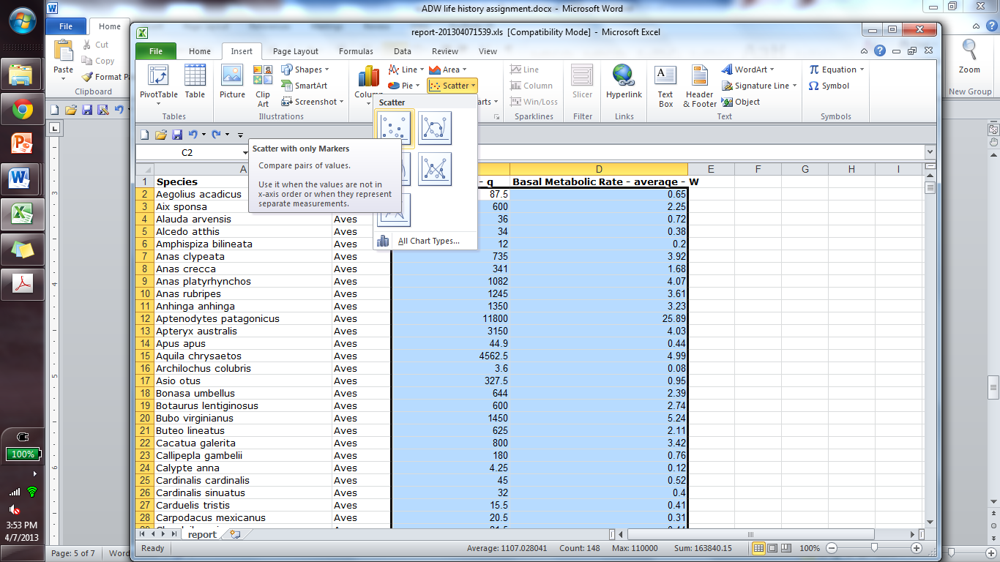 ADW life history assignment.docx - Microsoft Word
File Home
Cut
Copy
Format
Paste
Clipboard
Zoom
New Group
report-201304071539.xls [Compatibility Mode] - Microsoft Excel
File Home Insert Page Layout Formulas Data Review View
PivotTable Table
Tables
Picture Clip Art
Shapes
SmartArt
Screenshot
Illustrations
Line
Area
Pie
Scatter
Line
Column
Win/Loss
Sparklines
Slicer
Filter
Hyperlink
Links
Text Box
Header & Footer
WordArt
Signature Line
Object
Text
Equation
Symbol
Symbols
Scatter
Scatter with only Markers
Compare pairs of values.
Use it when the values are not in
x-axis order or when they represent
separate measurements.
All Chart Types...
C2
A D E F G H I
1 Species - g Basal Metabolic Rate - average - W
2 Aegolius acadicus 87.5 0.65
3 Aix sponsa 600 2.25
4 Alauda arvensis Aves 36 0.72
5 Alcedo atthis Aves 34 0.38
6 Amphispiza bilineata Aves 12 0.2
7 Anas clypeata Aves 735 3.92
8 Anas crecca Aves 341 1.68
9 Anas platyrhynchos Aves 1082 4.07
10 Anas rubripes Aves 1245 3.61
11 Anhinga anhinga Aves 1350 3.23
12 Aptenodytes patagonicus Aves 11800 25.89
13 Apteryx australis Aves 3150 4.03
14 Apus apus Aves 44.9 0.44
15 Aquila chrysaetos Aves 4562.5 4.99
16 Archilochus colubris Aves 3.6 0.08
17 Asio otus Aves 327.5 0.95
18 Bonasa umbellus Aves 644 2.39
19 Botaurus lentiginosus Aves 600 2.74
20 Bubo virginianus Aves 1450 5.24
21 Buteo lineatus Aves 625 2.11
22 Cacatua galerita Aves 800 3.42
23 Callipepla gambelii Aves 180 0.76
24 Calypte anna Aves 4.25 0.12
25 Cardinalis cardinalis Aves 45 0.52
26 Cardinalis sinuatus Aves 32 0.4
27 Carduelis tristis Aves 15.5 0.41
28 Carpodacus mexicanus Aves 20.5 0.31
report
Ready Average: 1107.028041 Count: 148 Max: 110000 Sum: 163840.15 100%
Page: 5 of 7
100%
3:53 PM
4/7/2013